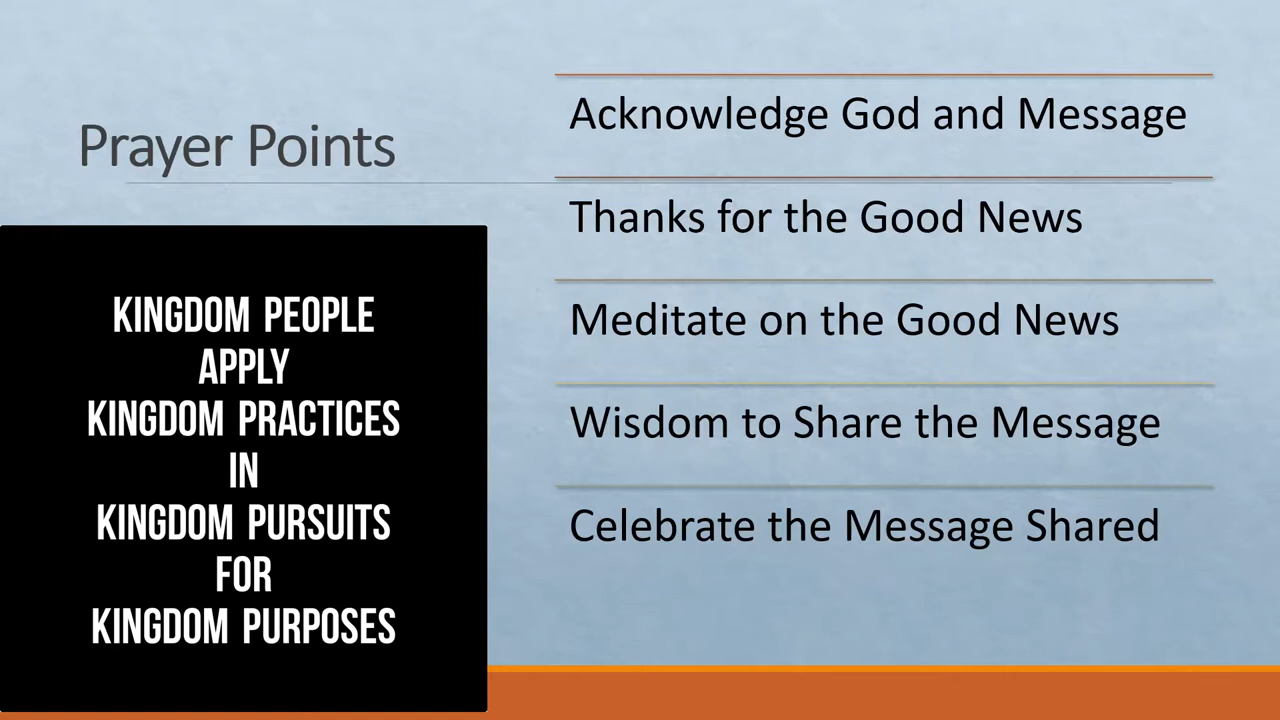 Prayer Points
KINGDOM PEOPLE
APPLY
KINGDOM PRACTICES
IN
KINGDOM PURSUITS
FOR
KINGDOM PURPOSES
Acknowledge God and Message
Thanks for the Good News
Meditate on the Good News
Wisdom to Share the Message
Celebrate the Message Shared